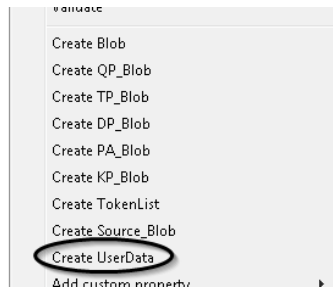 Validate
Create Blob
Create QP_Blob
Create TP_Blob
Create DP_Blob
Create PA_Blob
Create KP_Blob
Create TokenList
Create Source_Blob
Create UserData
Add custom property